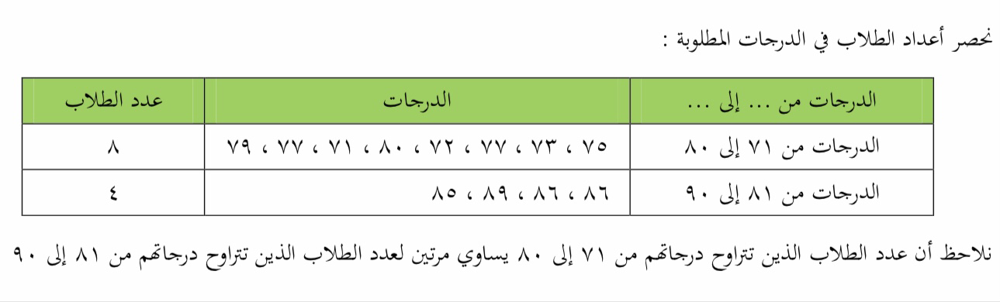 نحصر أعداد الطلاب في الدرجات المطلوبة :
الدرجات من ... إلى ... الدرجات عدد الطلاب
الدرجات من ٧١ إلى ٨٠ ٧٥ ، ٧٣ ، ٧٧ ، ٧٢ ، ٨٠ ، ٧١ ، ٧٧ ، ٧٩ ٨
الدرجات من ٨١ إلى ٩٠ ٨٦ ، ٨٦ ، ٨٩ ، ٨٥ ٤
نلاحظ أن عدد الطلاب الذين تتراوح درجاتهم من ٧١ إلى ٨٠ يساوي مرتين لعدد الطلاب الذين تتراوح درجاتهم من ٨١ إلى ٩٠